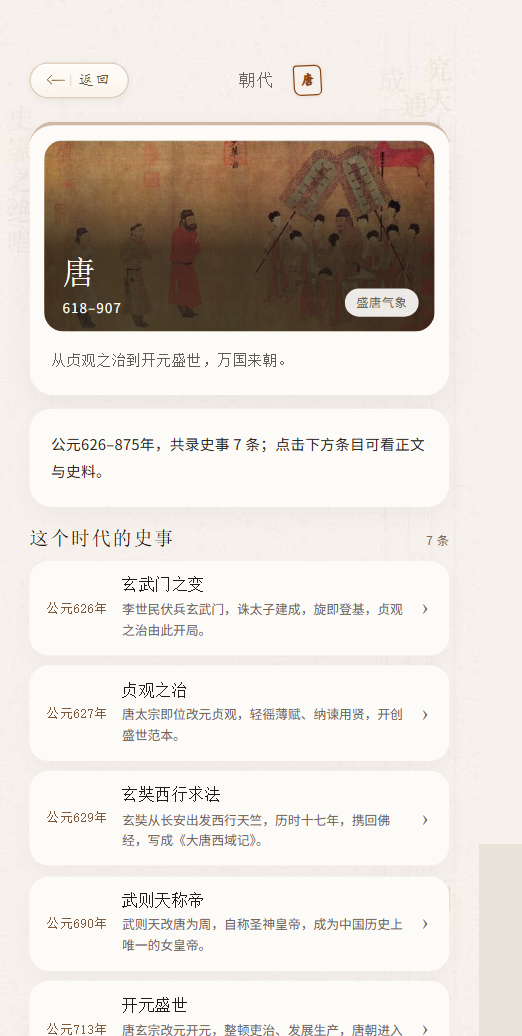 返回
朝代
唐
究天
成
通
史家之绝唱
唐
618–907
盛唐气象
从贞观之治到开元盛世，万国来朝。
公元626–875年，共录史事 7 条；点击下方条目可看正文
与史料。
这个时代的史事
7 条
玄武门之变
公元626年
李世民伏兵玄武门，诛太子建成，旋即登基，贞观
之治由此开局。
贞观之治
公元627年
唐太宗即位改元贞观，轻徭薄赋、纳谏用贤，开创
盛世范本。
玄奘西行求法
公元629年
玄奘从长安出发西行天竺，历时十七年，携回佛
经，写成《大唐西域记》。
武则天称帝
公元690年
武则天改唐为周，自称圣神皇帝，成为中国历史上
唯一的女皇帝。
开元盛世
公元713年
唐玄宗改元开元，整顿吏治、发展生产，唐朝进入